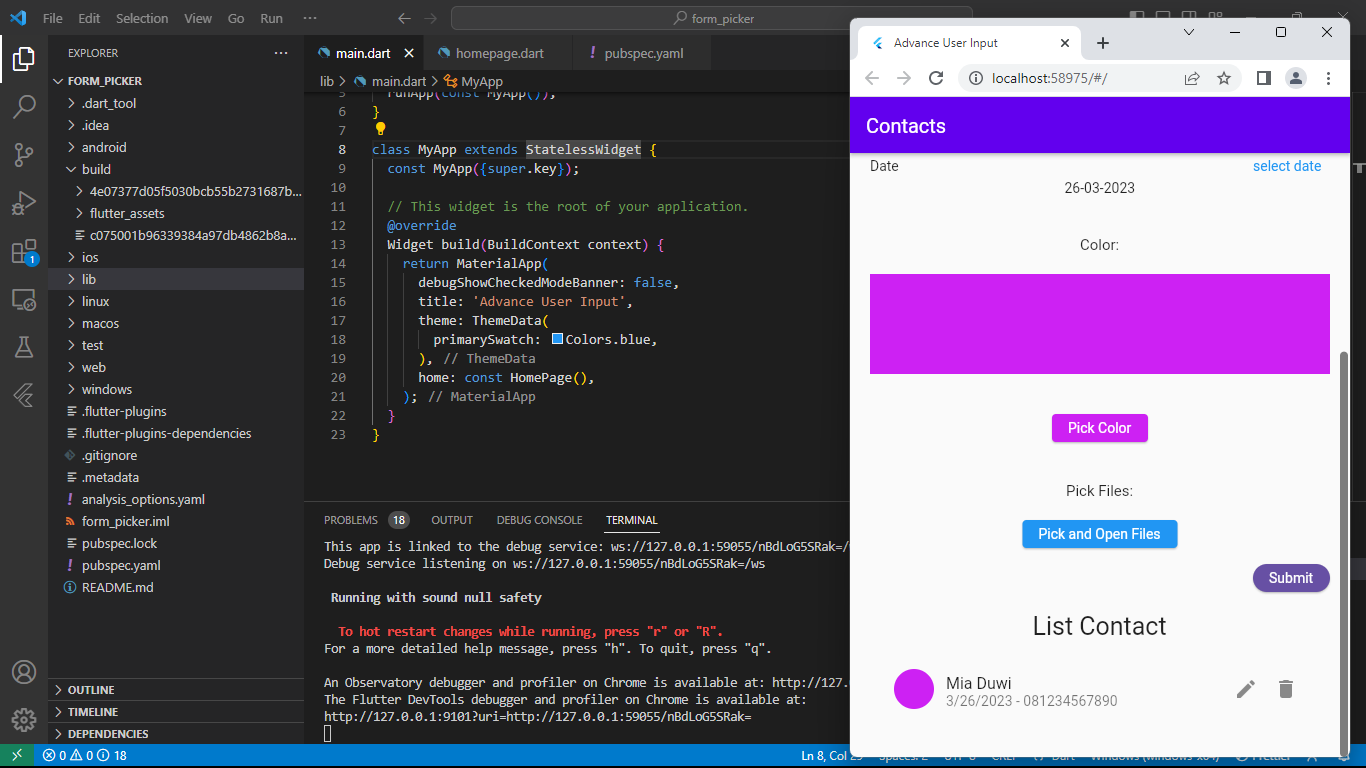 File Edit Selection View Go Run ··· form_picker
EXPLORER ···
FORM_PICKER
.dart_tool
.idea
android
build
4e07377d05f5030bcb55b2731687b...
flutter_assets
c075001b96339384a97db4862b8a...
ios
lib
linux
macos
test
web
windows
.flutter-plugins
.flutter-plugins-dependencies
.gitignore
.metadata
analysis_options.yaml
form_picker.iml
pubspec.lock
pubspec.yaml
README.md
OUTLINE
TIMELINE
DEPENDENCIES
1
main.dart homepage.dart pubspec.yaml
lib > main.dart > MyApp
5 runApp(const MyApp());
6 }
7
8 class MyApp extends StatelessWidget {
9 const MyApp({super.key});
10
11 // This widget is the root of your application.
12 @override
13 Widget build(BuildContext context) {
14 return MaterialApp(
15 debugShowCheckedModeBanner: false,
16 title: 'Advance User Input',
17 theme: ThemeData(
18 primarySwatch: Colors.blue,
19 ), // ThemeData
20 home: const HomePage(),
21 ); // MaterialApp
22 }
23 }
PROBLEMS 18 OUTPUT DEBUG CONSOLE TERMINAL
This app is linked to the debug service: ws://127.0.0.1:59055/nBdLoG5SRak=/
Debug service listening on ws://127.0.0.1:59055/nBdLoG5SRak=/ws
Running with sound null safety
To hot restart changes while running, press "r" or "R".
For a more detailed help message, press "h". To quit, press "q".
An Observatory debugger and profiler on Chrome is available at: http://127.
The Flutter DevTools debugger and profiler on Chrome is available at:
http://127.0.0.1:9101?uri=http://127.0.0.1:59055/nBdLoG5SRak=
0 0 18 Ln 8, Col
Advance User Input
localhost:58975/#/
Contacts
Date select date
26-03-2023
Color:
Pick Color
Pick Files:
Pick and Open Files
Submit
List Contact
Mia Duwi
3/26/2023 - 081234567890